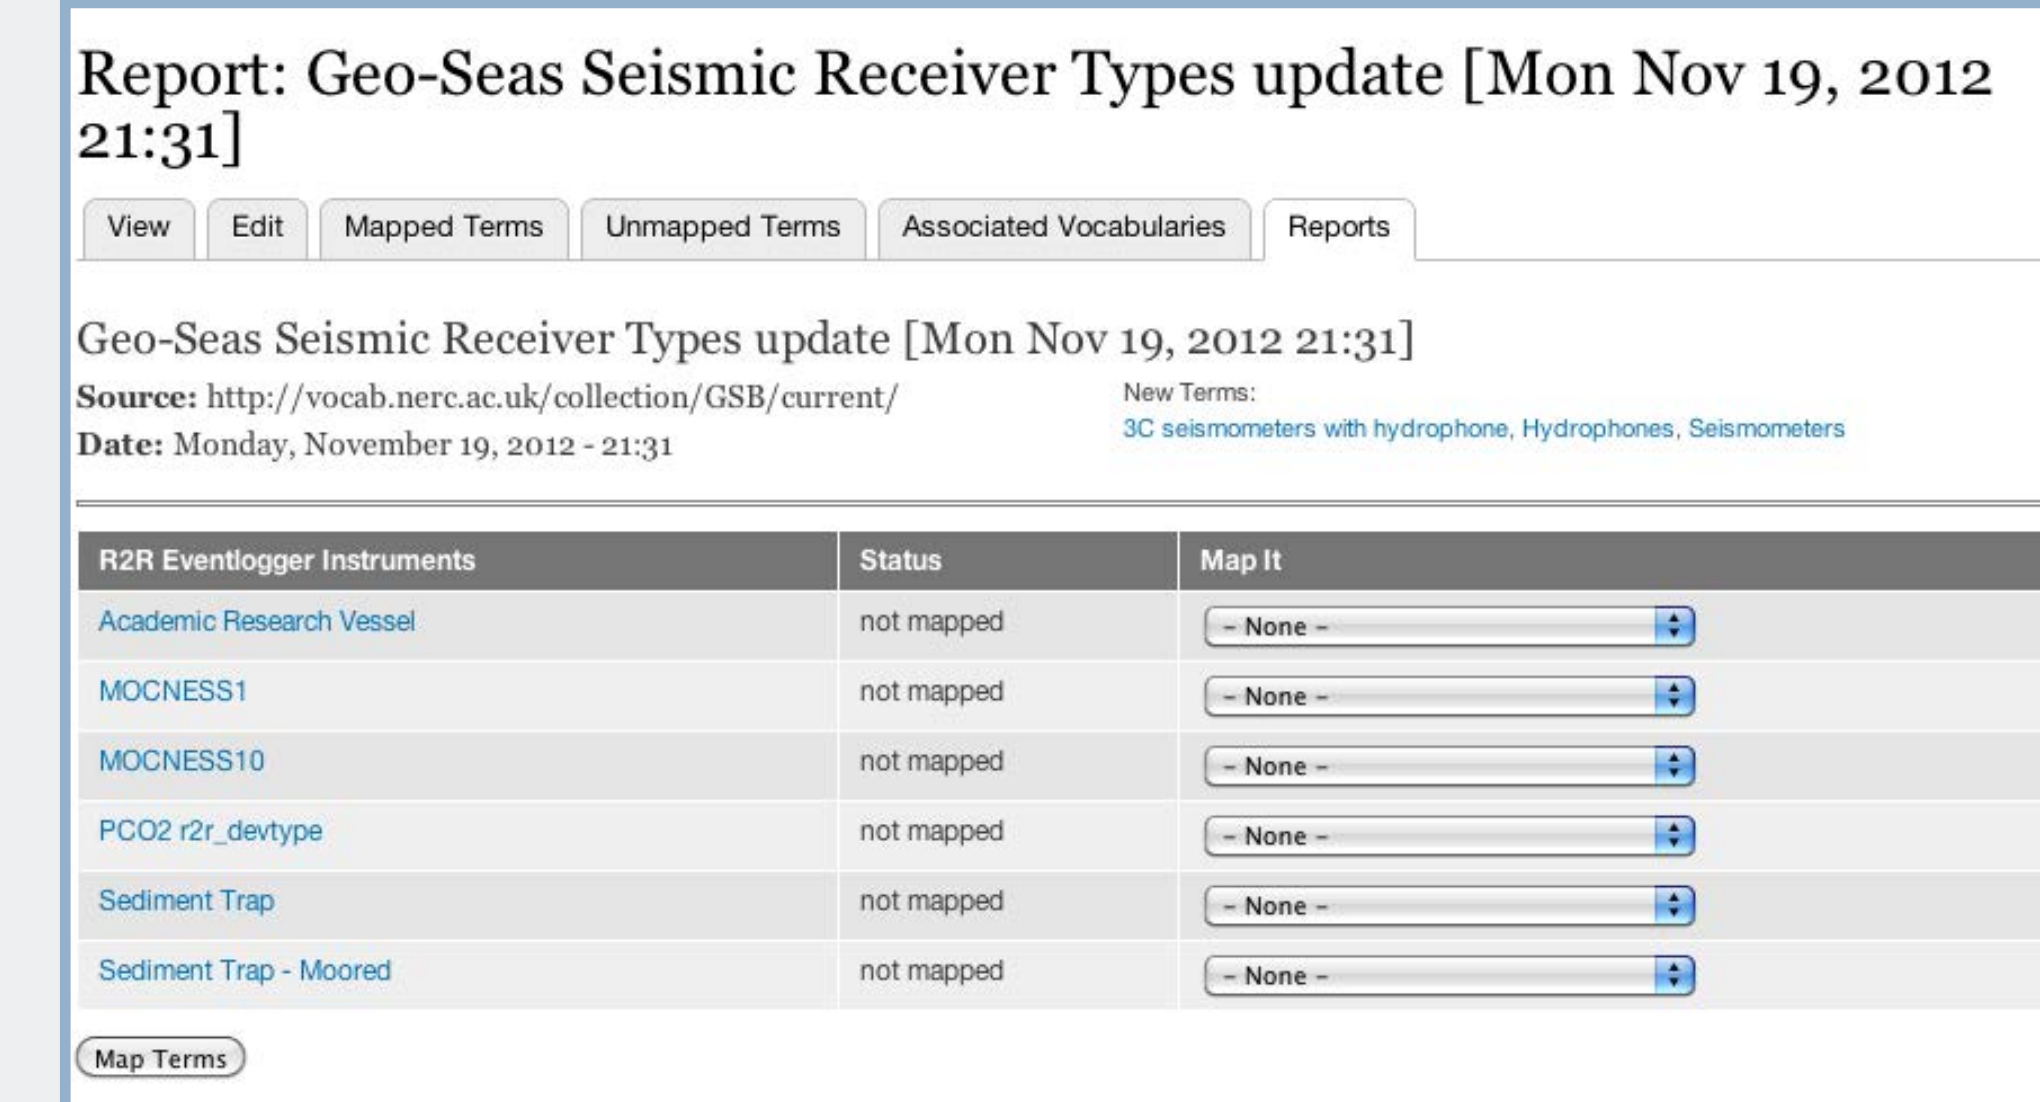 Report: Geo-Seas Seismic Receiver Types update [Mon Nov 19, 2012
21:31]
View Edit Mapped Terms Unmapped Terms Associated Vocabularies Reports
Geo-Seas Seismic Receiver Types update [Mon Nov 19, 2012 21:31]
Source: http://vocab.nerc.ac.uk/collection/GSB/current/
Date: Monday, November 19, 2012 - 21:31
New Terms:
3C seismometers with hydrophone, Hydrophones, Seismometers
R2R Eventlogger Instruments Status Map It
Academic Research Vessel not mapped - None -
MOCNESS1 not mapped - None -
MOCNESS10 not mapped - None -
PCO2 r2r_devtype not mapped - None -
Sediment Trap not mapped - None -
Sediment Trap - Moored not mapped - None -
Map Terms